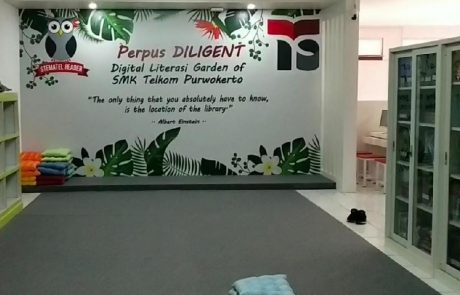 Perpus DILIGENT
Digital Literasi Garden of
SMK Telkom Purwokerto
"The only thing that you absolutely have to know,
is the location of the library."
-- Albert Einstein --
STEMATEL READER
TS